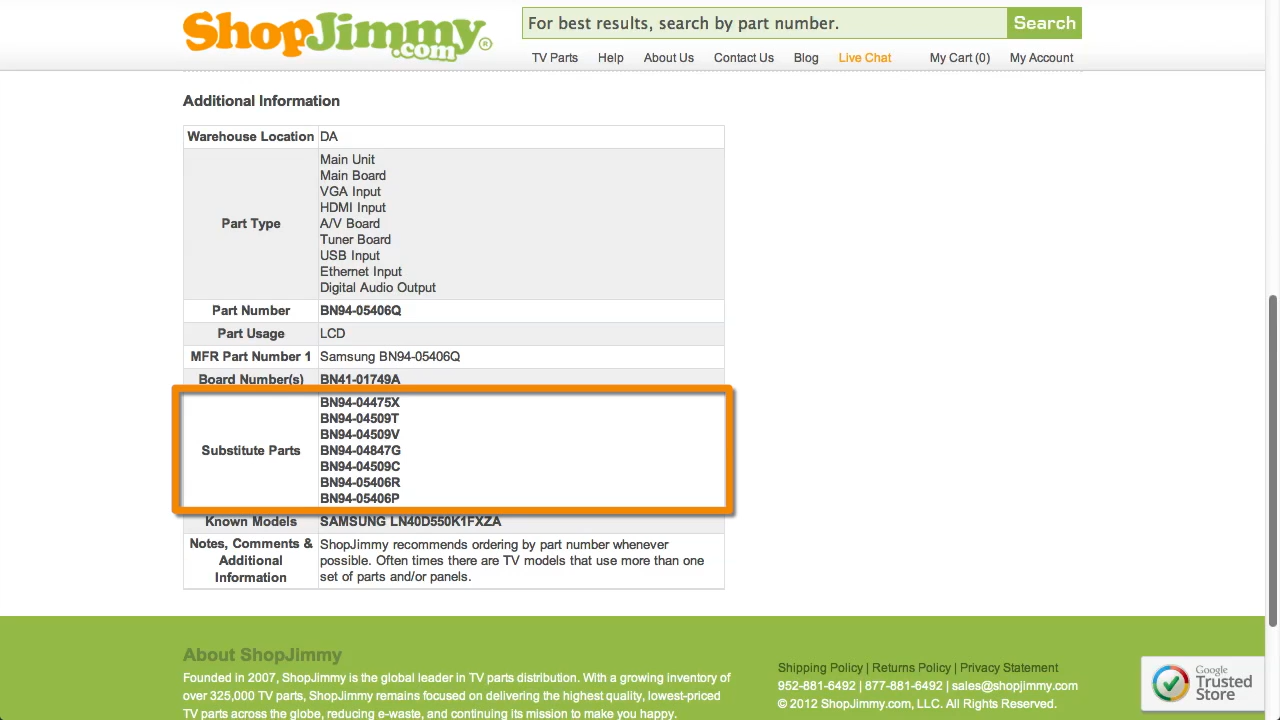 ShopJimmy.com®
For best results, search by part number.
Search
TV Parts Help About Us Contact Us Blog Live Chat My Cart (0) My Account
Additional Information
Warehouse Location DA
Part Type
Main Unit
Main Board
VGA Input
HDMI Input
A/V Board
Tuner Board
USB Input
Ethernet Input
Digital Audio Output
Part Number BN94-05406Q
Part Usage LCD
MFR Part Number 1 Samsung BN94-05406Q
Board Number(s) BN41-01749A
Substitute Parts
BN94-04475X
BN94-04509T
BN94-04509V
BN94-04847G
BN94-04509C
BN94-05406R
BN94-05406P
Known Models SAMSUNG LN40D550K1FXZA
Notes, Comments &
Additional
Information
ShopJimmy recommends ordering by part number whenever
possible. Often times there are TV models that use more than one
set of parts and/or panels.
About ShopJimmy
Founded in 2007, ShopJimmy is the global leader in TV parts distribution. With a growing inventory of
over 325,000 TV parts, ShopJimmy remains focused on delivering the highest quality, lowest-priced
TV parts across the globe, reducing e-waste, and continuing its mission to make you happy.
Shipping Policy | Returns Policy | Privacy Statement
952-881-6492 | 877-881-6492 | sales@shopjimmy.com
© 2012 ShopJimmy.com, LLC. All Rights Reserved.
Google
Trusted
Store